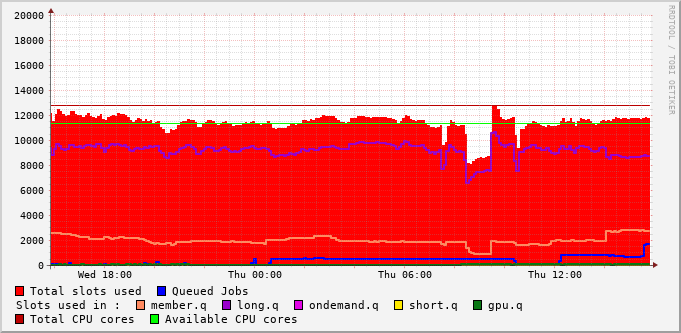 20000
18000
16000
14000
12000
10000
8000
6000
4000
2000
0
Wed 18:00 Thu 00:00 Thu 06:00 Thu 12:00
RRDTOOL / TOBI OETIKER
Total slots used Queued Jobs
Slots used in : member.q long.q ondemand.q short.q gpu.q
Total CPU cores Available CPU cores